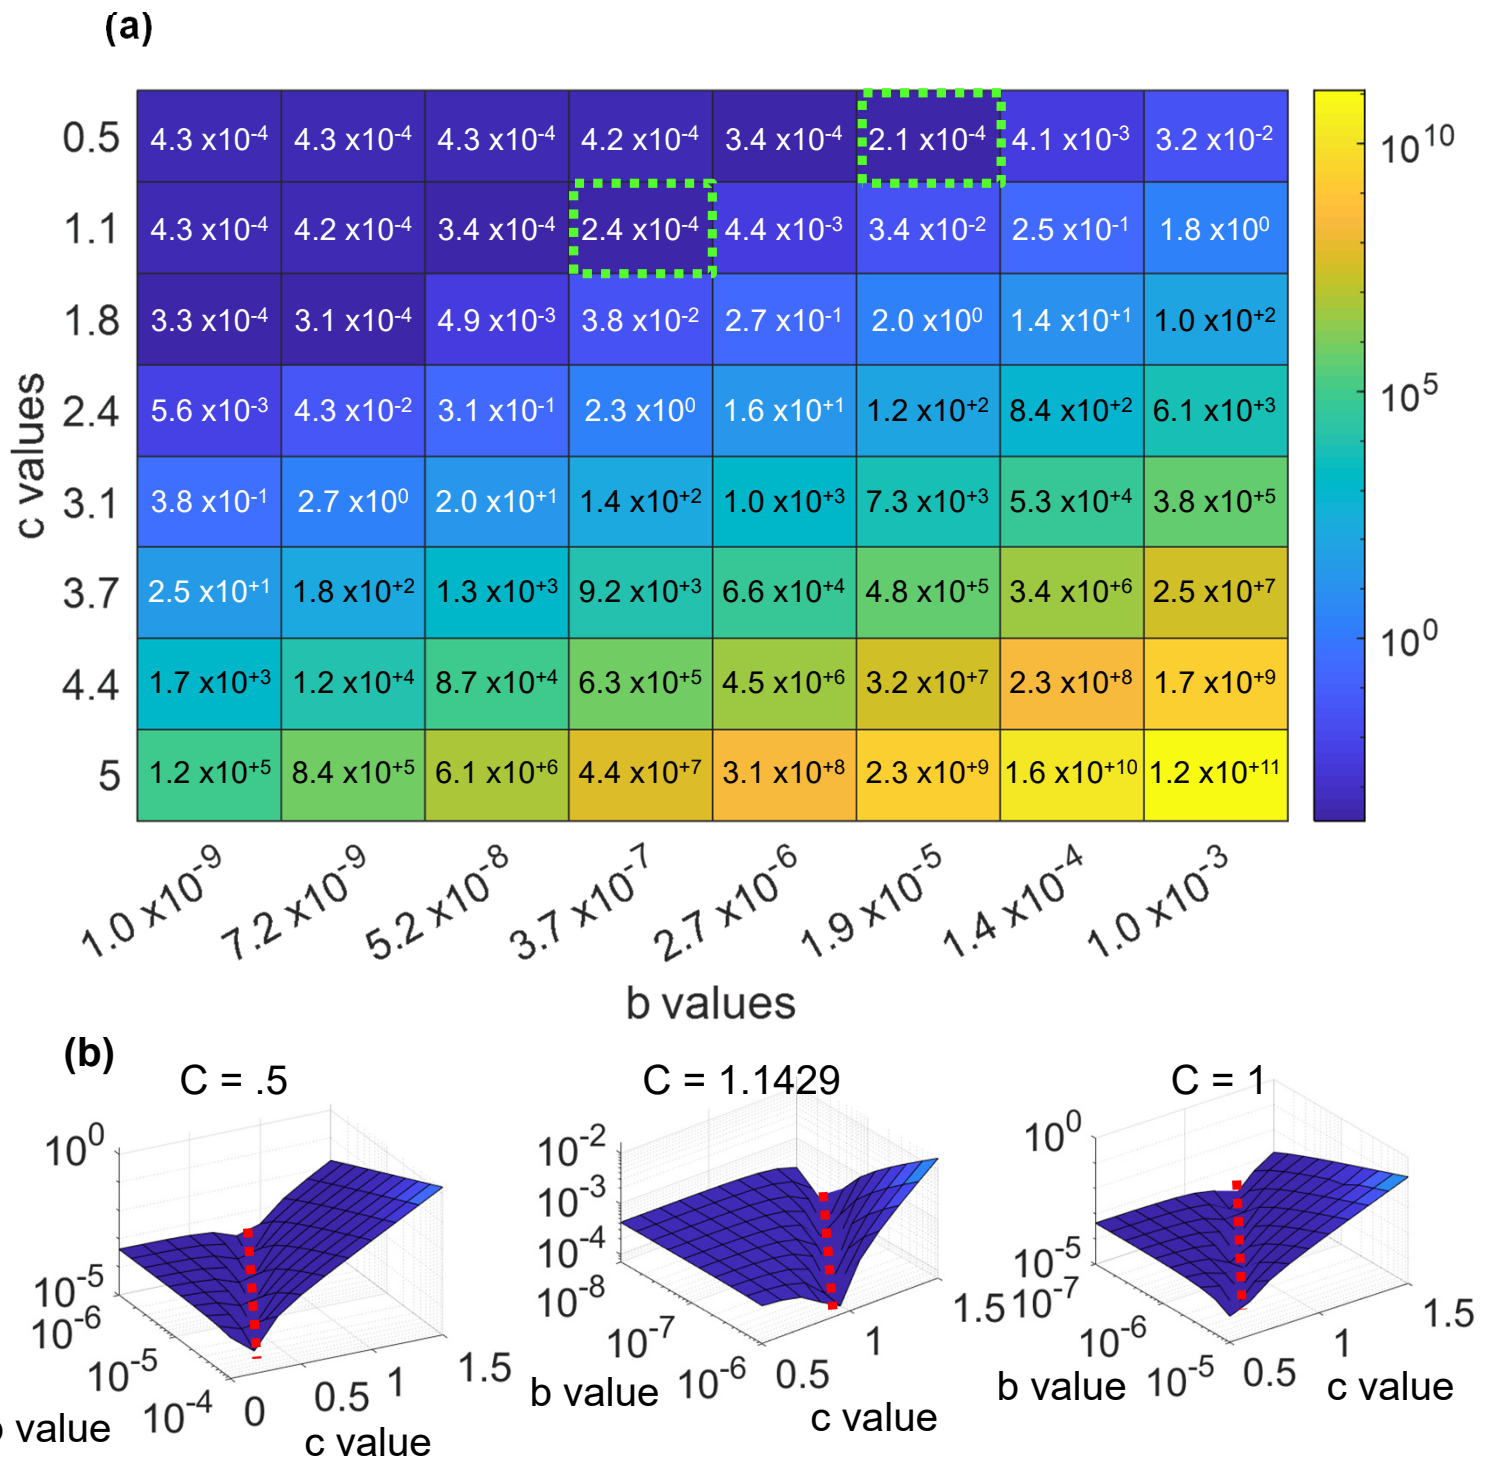 (a)
0.5 4.3 x10-4 4.3 x10-4 4.3 x10-4 4.2 x10-4 3.4 x10-4 2.1 x10-4 4.1 x10-3 3.2 x10-2
1.1 4.3 x10-4 4.2 x10-4 3.4 x10-4 2.4 x10-4 4.4 x10-3 3.4 x10-2 2.5 x10-1 1.8 x100
1.8 3.3 x10-4 3.1 x10-4 4.9 x10-3 3.8 x10-2 2.7 x10-1 2.0 x100 1.4 x10+1 1.0 x10+2
2.4 5.6 x10-3 4.3 x10-2 3.1 x10-1 2.3 x100 1.6 x10+1 1.2 x10+2 8.4 x10+2 6.1 x10+3
3.1 3.8 x10-1 2.7 x100 2.0 x10+1 1.4 x10+2 1.0 x10+3 7.3 x10+3 5.3 x10+4 3.8 x10+5
3.7 2.5 x10+1 1.8 x10+2 1.3 x10+3 9.2 x10+3 6.6 x10+4 4.8 x10+5 3.4 x10+6 2.5 x10+7
4.4 1.7 x10+3 1.2 x10+4 8.7 x10+4 6.3 x10+5 4.5 x10+6 3.2 x10+7 2.3 x10+8 1.7 x10+9
5 1.2 x10+5 8.4 x10+5 6.1 x10+6 4.4 x10+7 3.1 x10+8 2.3 x10+9 1.6 x10+10 1.2 x10+11
c values
1.0 x10-9 7.2 x10-9 5.2 x10-8 3.7 x10-7 2.7 x10-6 1.9 x10-5 1.4 x10-4 1.0 x10-3
b values
1010
105
100
(b)
C = .5
100
10-5
10-6
10-5
10-4
0 0.5 1 1.5
value
c value
C = 1.1429
10-2
10-3
10-4
10-8
10-7
10-6
0.5 1 1.5
b value
c value
C = 1
100
10-5
10-7
10-6
10-5
0.5 1 1.5
b value
c value